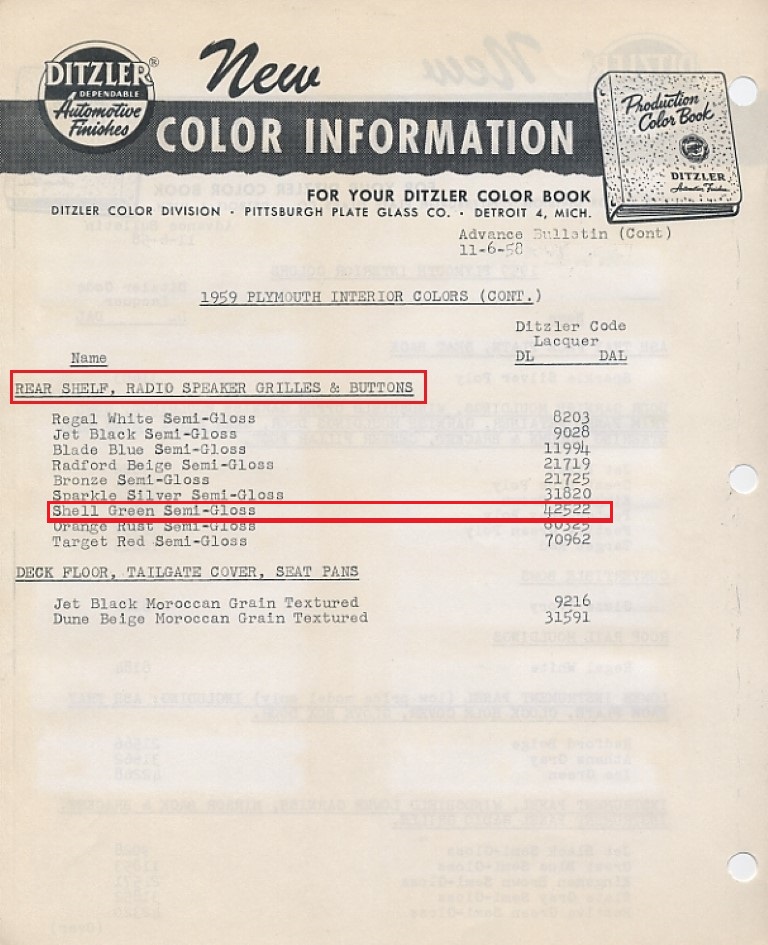 DITZLER®
DEPENDABLE
Automotive
Finishes
New
COLOR INFORMATION
Production
Color Book
DITZLER
Automotive Finishes
FOR YOUR DITZLER COLOR BOOK
DITZLER COLOR DIVISION · PITTSBURGH PLATE GLASS CO. · DETROIT 4, MICH.
Advance Bulletin (Cont)
11-6-58
1959 PLYMOUTH INTERIOR COLORS (CONT.)
Ditzler Code
Lacquer
Name DL DAL
REAR SHELF, RADIO SPEAKER GRILLES & BUTTONS
Regal White Semi-Gloss 8203
Jet Black Semi-Gloss 9028
Blade Blue Semi-Gloss 11994
Radford Beige Semi-Gloss 21719
Bronze Semi-Gloss 21725
Sparkle Silver Semi-Gloss 31820
Shell Green Semi-Gloss 42522
Orange Rust Semi-Gloss 60325
Target Red Semi-Gloss 70962
DECK FLOOR, TAILGATE COVER, SEAT PANS
Jet Black Moroccan Grain Textured 9216
Dune Beige Moroccan Grain Textured 31591